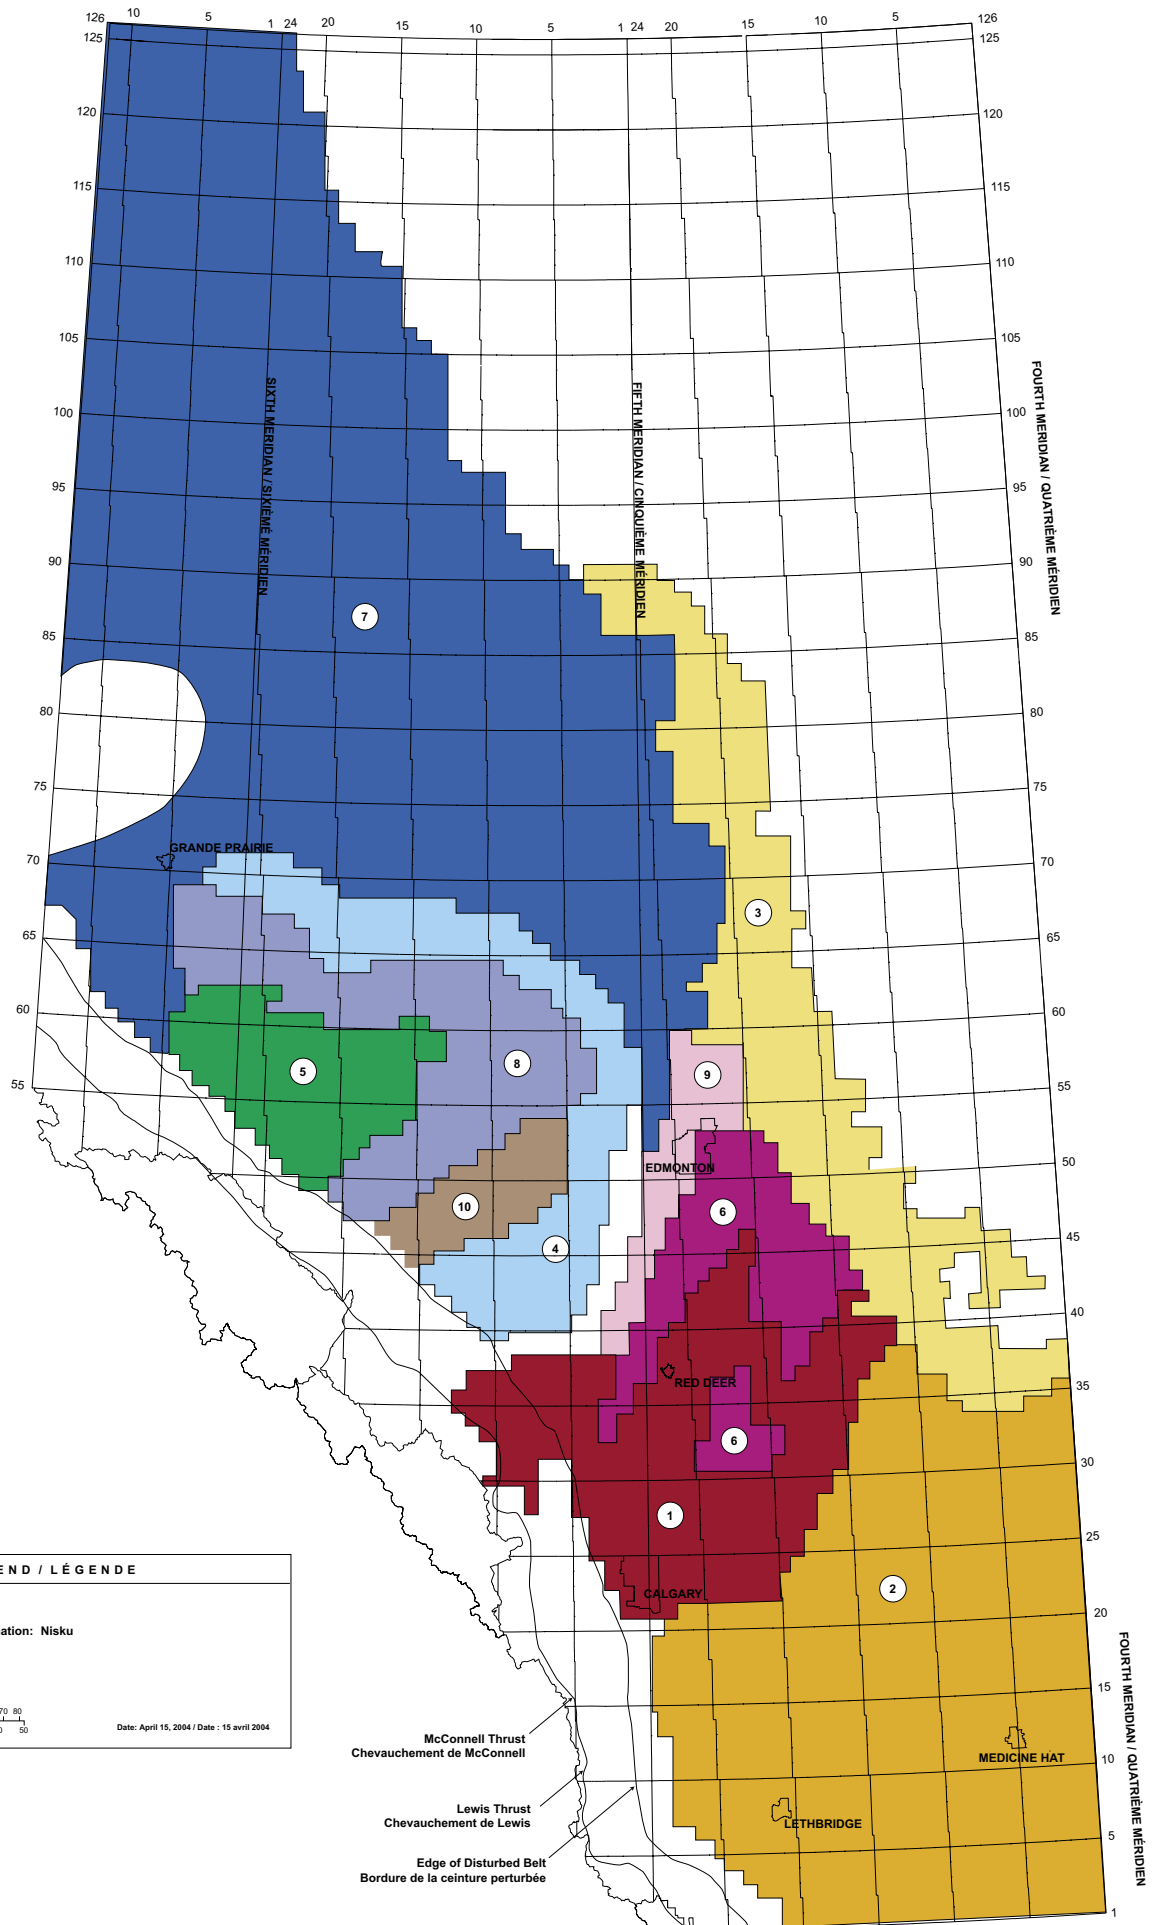 126 10 5 1 24 20 15 10 5 1 24 20 15 10 5 126
125 125
120 120
115 115
110 110
105 105
100 100
95 95
90 90
85 85
80 80
75 75
70 70
65 65
60 60
55 55
50
45
40
35
30
25
20
15
10
5
1
SIXTH MERIDIAN / SIXIÈME MÉRIDIEN
FIFTH MERIDIAN / CINQUIÈME MÉRIDIEN
FOURTH MERIDIAN / QUATRIÈME MÉRIDIEN
7
GRANDE PRAIRIE
3
5
8
9
EDMONTON
10
6
4
RED DEER
6
1
CALGARY
2
MEDICINE HAT
LETHBRIDGE
FOURTH MERIDIAN / QUATRIÈME MÉRIDIEN
McConnell Thrust
Chevauchement de McConnell
Lewis Thrust
Chevauchement de Lewis
Edge of Disturbed Belt
Bordure de la ceinture perturbée
END / LÉGENDE
ation: Nisku
70 80
0 50
Date: April 15, 2004 / Date : 15 avril 2004